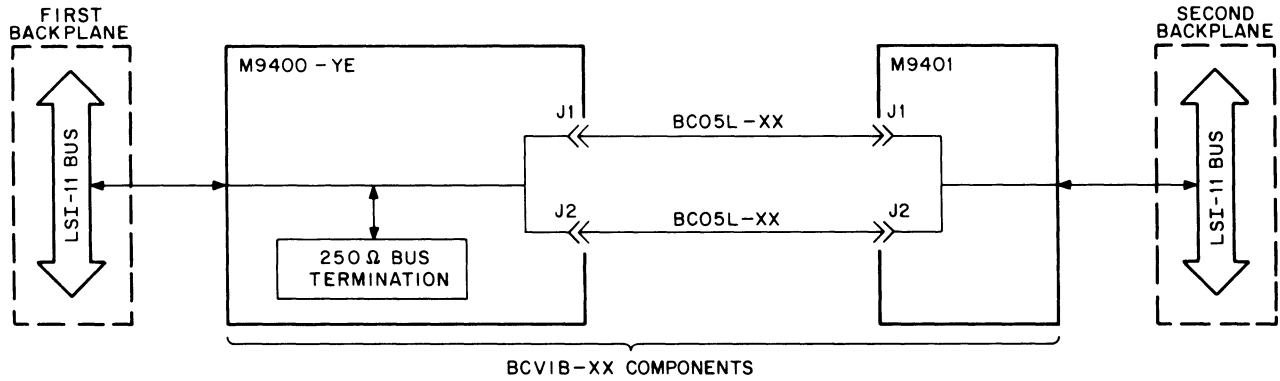 FIRST
BACKPLANE
LSI-11 BUS
M9400-YE
J1
J2
250 Ω BUS
TERMINATION
BC05L-XX
BC05L-XX
M9401
J1
J2
SECOND
BACKPLANE
LSI-11 BUS
BCV1B-XX COMPONENTS